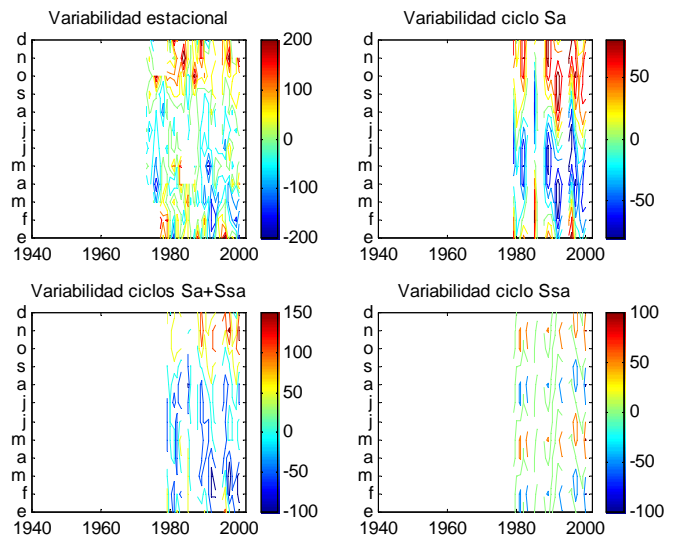 Variabilidad estacional
d
n
o
s
a
j
j
m
a
m
f
e
1940
1960
1980
2000
200
100
0
-100
-200
Variabilidad ciclo Sa
d
n
o
s
a
j
j
m
a
m
f
e
1940
1960
1980
2000
50
0
-50
Variabilidad ciclos Sa+Ssa
d
n
o
s
a
j
j
m
a
m
f
e
1940
1960
1980
2000
150
100
50
0
-50
-100
Variabilidad ciclo Ssa
d
n
o
s
a
j
j
m
a
m
f
e
1940
1960
1980
2000
100
50
0
-50
-100